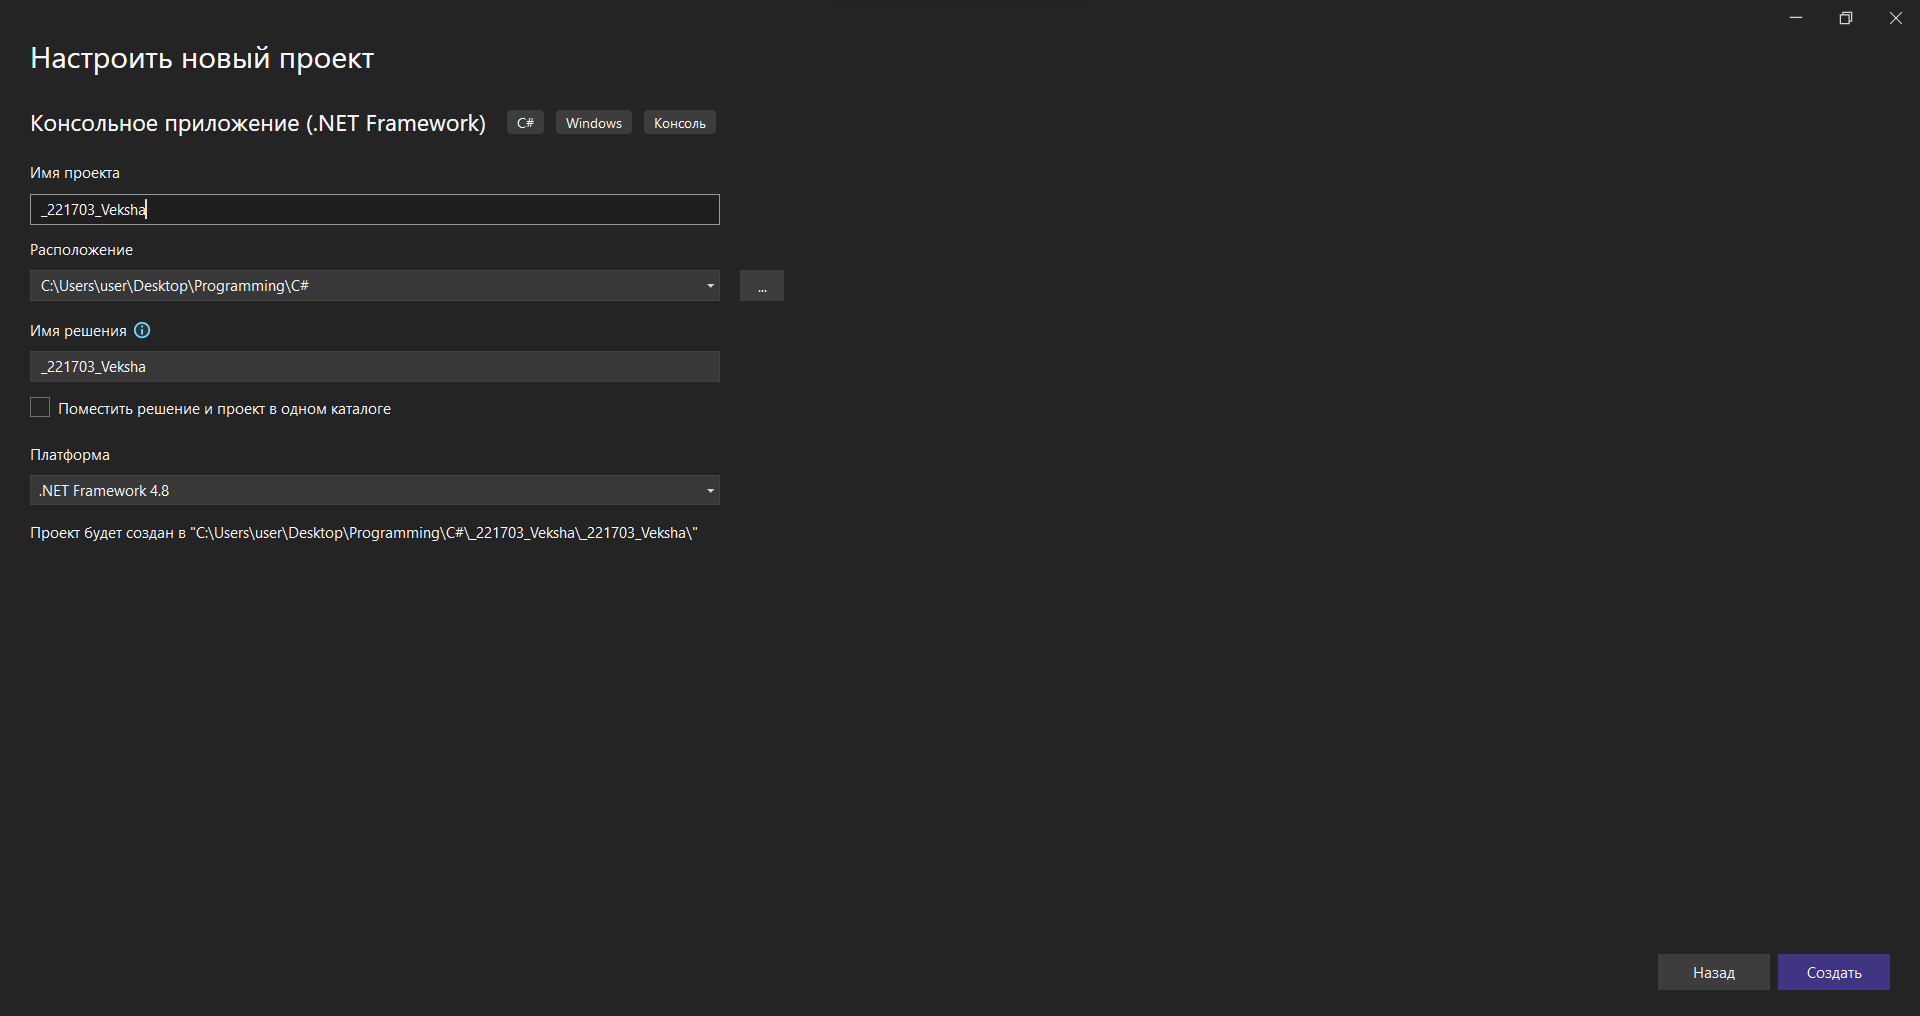 Настроить новый проект
Консольное приложение (.NET Framework) C# Windows Консоль
Имя проекта
_221703_Veksha
Расположение
C:\Users\user\Desktop\Programming\C# ...
Имя решения
_221703_Veksha
Поместить решение и проект в одном каталоге
Платформа
.NET Framework 4.8
Проект будет создан в "C:\Users\user\Desktop\Programming\C#\_221703_Veksha\_221703_Veksha\"
Назад Создать